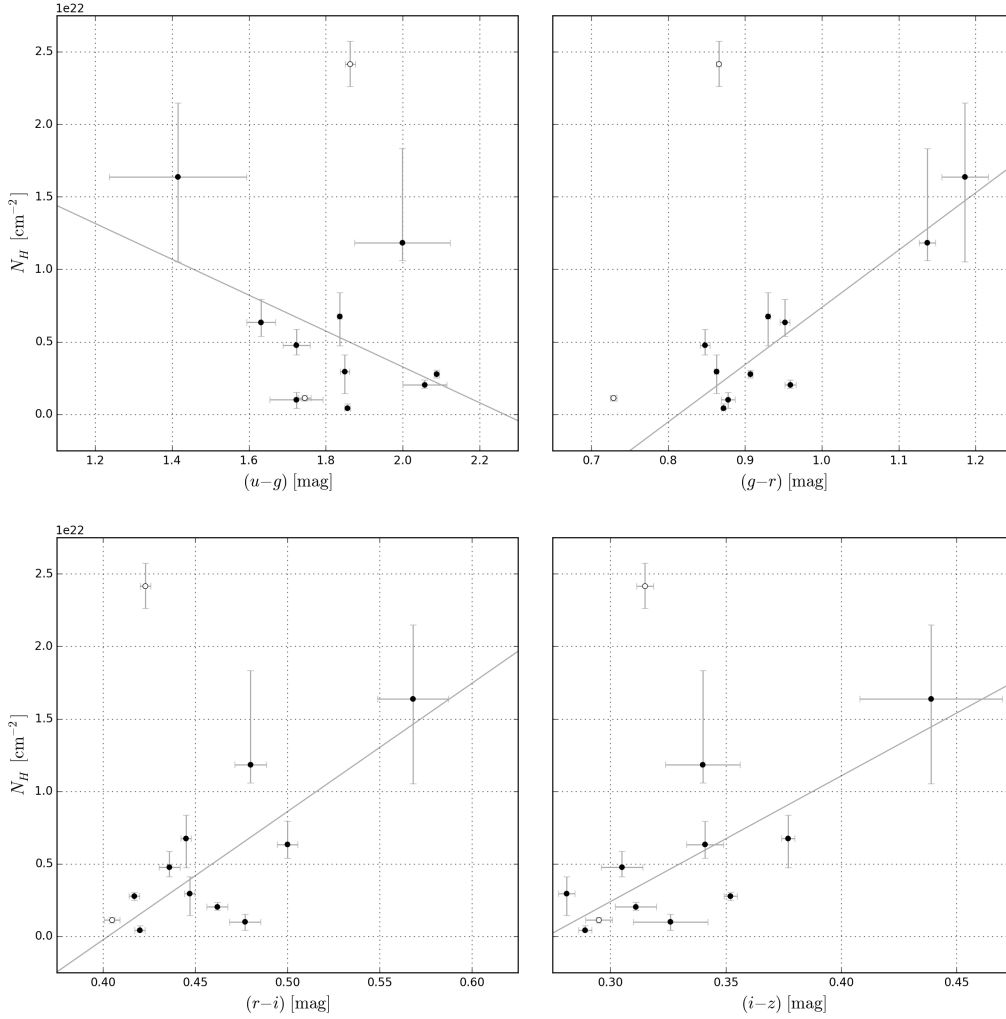 1e22
2.5
2.0
1.5
1.0
0.5
0.0
N_H [cm⁻²]
1.2 1.4 1.6 1.8 2.0 2.2
(u−g) [mag]
0.7 0.8 0.9 1.0 1.1 1.2
(g−r) [mag]
1e22
2.5
2.0
1.5
1.0
0.5
0.0
N_H [cm⁻²]
0.40 0.45 0.50 0.55 0.60
(r−i) [mag]
0.30 0.35 0.40 0.45
(i−z) [mag]